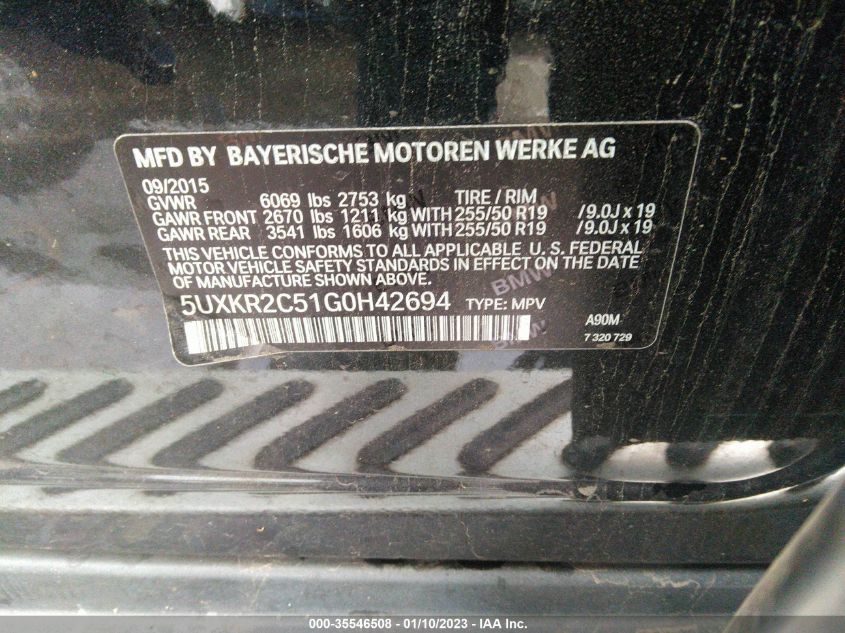 MFD BY BAYERISCHE MOTOREN WERKE AG
09/2015
GVWR 6069 lbs 2753 kg TIRE / RIM
GAWR FRONT 2670 lbs 1211 kg WITH 255/50 R19 /9.0J x 19
GAWR REAR 3541 lbs 1606 kg WITH 255/50 R19 /9.0J x 19
THIS VEHICLE CONFORMS TO ALL APPLICABLE U. S. FEDERAL
MOTOR VEHICLE SAFETY STANDARDS IN EFFECT ON THE DATE
OF MANUFACTURE SHOWN ABOVE.
5UXKR2C51G0H42694 TYPE: MPV
A90M
7 320 729
BMW
BMW
BMW
000-35546508 - 01/10/2023 - IAA Inc.